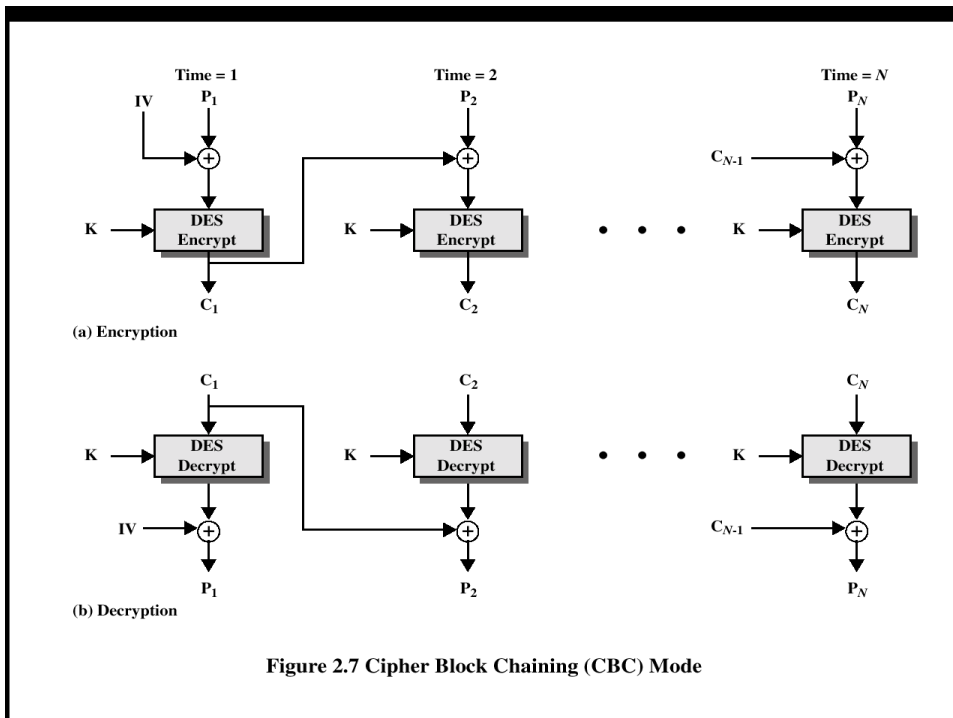 Time = 1 Time = 2 Time = N
IV P1 P2 PN
+ + CN-1 +
K DES Encrypt K DES Encrypt • • • K DES Encrypt
C1 C2 CN
(a) Encryption
C1 C2 CN
K DES Decrypt K DES Decrypt • • • K DES Decrypt
IV + + CN-1 +
P1 P2 PN
(b) Decryption
Figure 2.7 Cipher Block Chaining (CBC) Mode